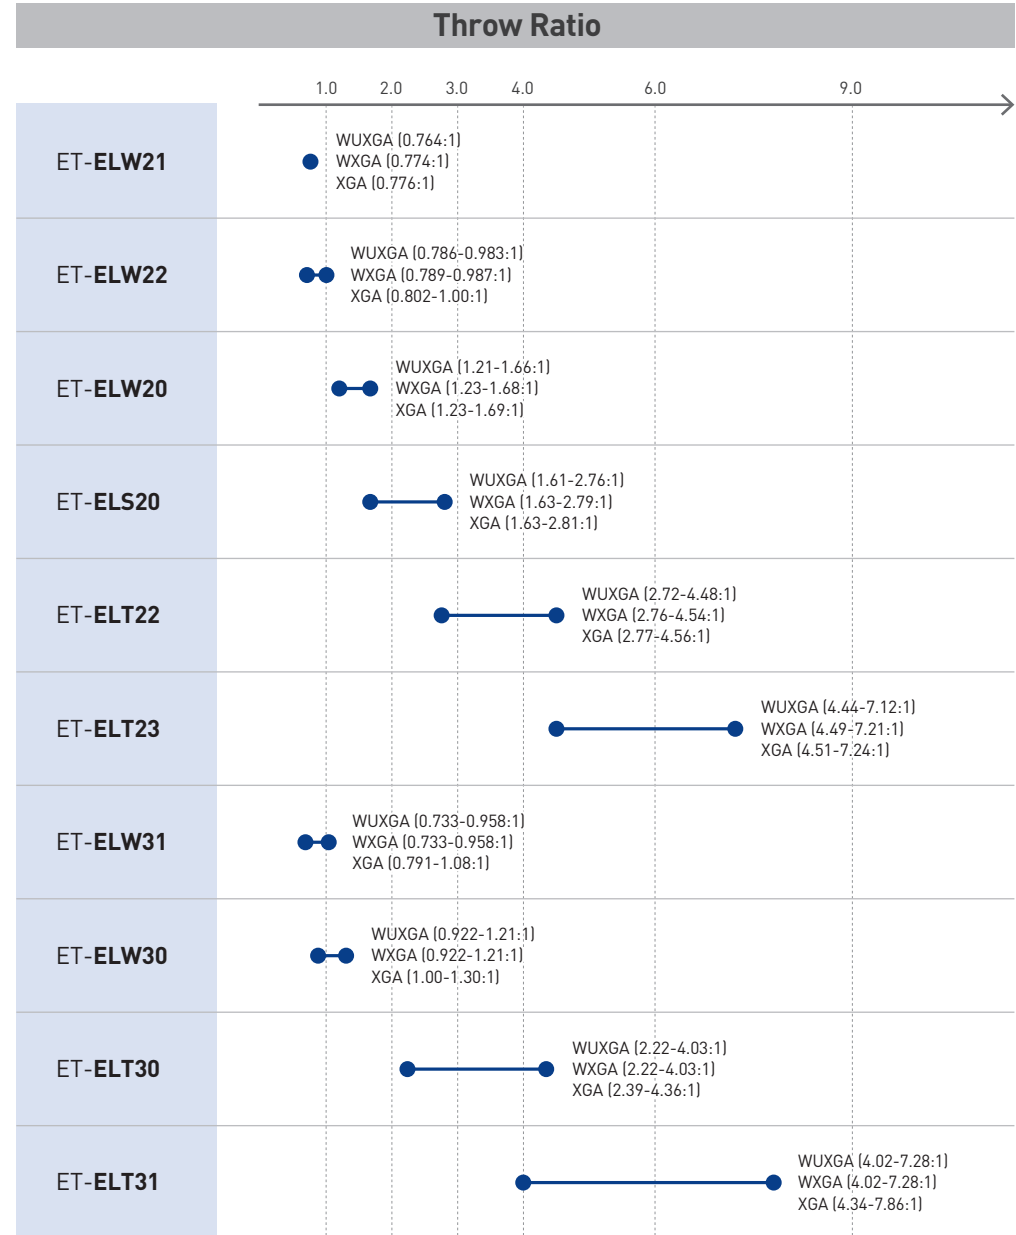 Throw Ratio
1.0 2.0 3.0 4.0 6.0 9.0
ET-ELW21
WUXGA (0.764:1)
WXGA (0.774:1)
XGA (0.776:1)
ET-ELW22
WUXGA (0.786-0.983:1)
WXGA (0.789-0.987:1)
XGA (0.802-1.00:1)
ET-ELW20
WUXGA (1.21-1.66:1)
WXGA (1.23-1.68:1)
XGA (1.23-1.69:1)
ET-ELS20
WUXGA (1.61-2.76:1)
WXGA (1.63-2.79:1)
XGA (1.63-2.81:1)
ET-ELT22
WUXGA (2.72-4.48:1)
WXGA (2.76-4.54:1)
XGA (2.77-4.56:1)
ET-ELT23
WUXGA (4.44-7.12:1)
WXGA (4.49-7.21:1)
XGA (4.51-7.24:1)
ET-ELW31
WUXGA (0.733-0.958:1)
WXGA (0.733-0.958:1)
XGA (0.791-1.08:1)
ET-ELW30
WUXGA (0.922-1.21:1)
WXGA (0.922-1.21:1)
XGA (1.00-1.30:1)
ET-ELT30
WUXGA (2.22-4.03:1)
WXGA (2.22-4.03:1)
XGA (2.39-4.36:1)
ET-ELT31
WUXGA (4.02-7.28:1)
WXGA (4.02-7.28:1)
XGA (4.34-7.86:1)